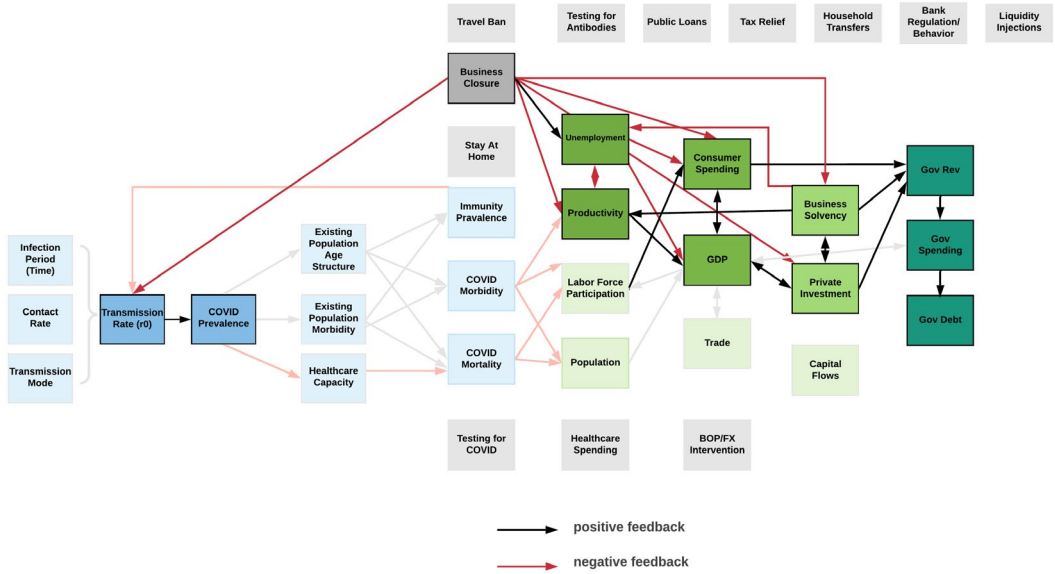 Travel Ban
Testing for
Antibodies
Public Loans
Tax Relief
Household
Transfers
Bank
Regulation/
Behavior
Liquidity
Injections
Business
Closure
Unemployment
Stay At
Home
Consumer
Spending
Gov Rev
Immunity
Pravalence
Productivity
Business
Solvency
Infection
Period
(Time)
Existing
Population
Age
Structure
Gov
Spending
GDP
COVID
Morbidity
Labor Force
Participation
Private
Investment
Contact
Rate
Transmission
Rate (r0)
COVID
Prevalence
Existing
Population
Morbidity
Gov Debt
Trade
COVID
Mortality
Population
Capital
Flows
Transmission
Mode
Healthcare
Capacity
Testing for
COVID
Healthcare
Spending
BOP/FX
Intervention
positive feedback
negative feedback